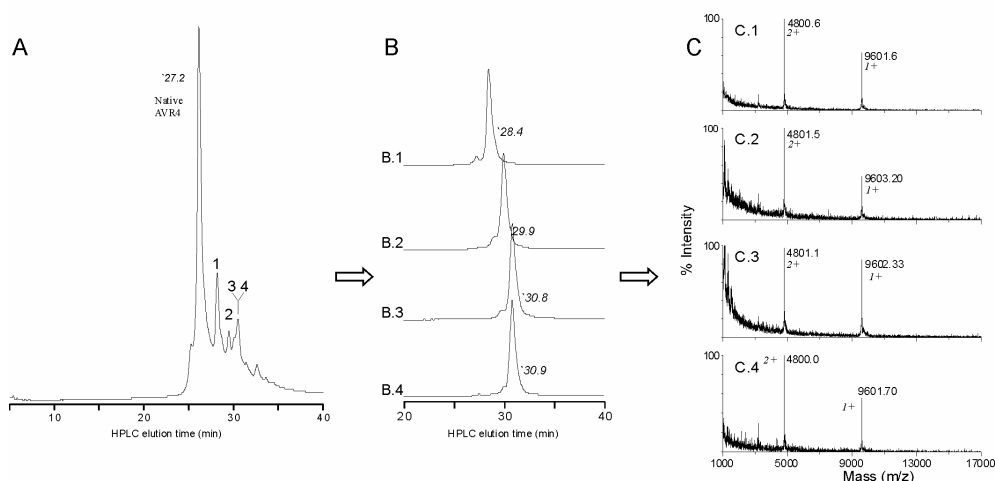 A
`27.2
Native
AVR4
1
2
3 4
10 20 30 40
HPLC elution time (min)
B
B.1
`28.4
B.2
`29.9
B.3
`30.8
B.4
`30.9
20 30 40
HPLC elution time (min)
C
% Intensity
100
C.1
4800.6
2+
9601.6
1+
100
C.2
4801.5
2+
9603.20
1+
100
C.3
4801.1
2+
9602.33
1+
100
C.4
2+ 4800.0
9601.70
1+
1000 5000 9000 13000 17000
Mass (m/z)